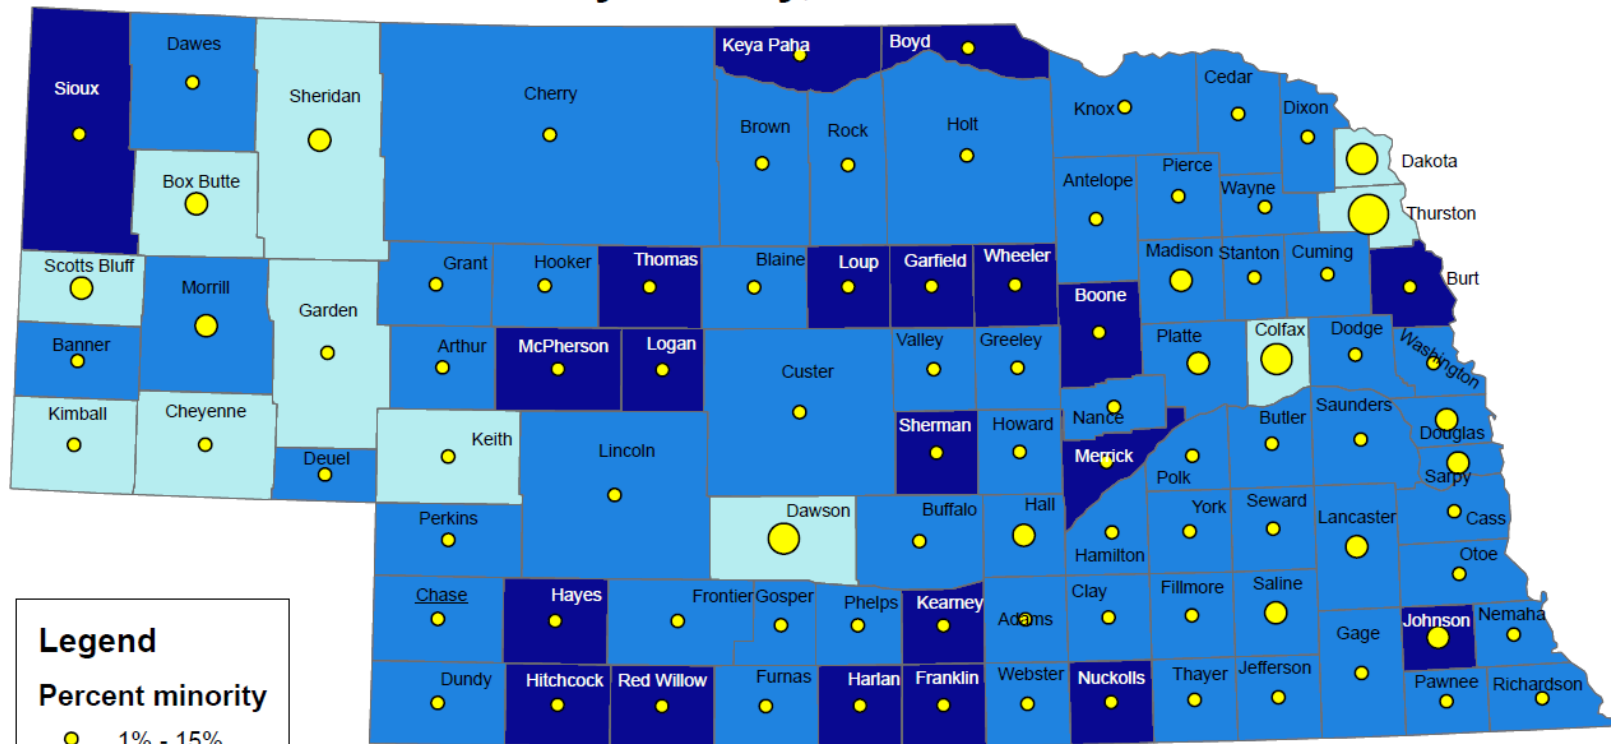 Dawes
Sioux
Sheridan
Cherry
Keya Paha
Boyd
Cedar
Knox
Dixon
Brown
Rock
Holt
Dakota
Box Butte
Pierce
Antelope
Wayne
Thurston
Scotts Bluff
Morrill
Garden
Grant
Hooker
Thomas
Blaine
Loup
Garfield
Wheeler
Madison
Stanton
Cuming
Burt
Boone
Banner
Arthur
McPherson
Logan
Custer
Valley
Greeley
Platte
Colfax
Dodge
Washington
Kimball
Cheyenne
Keith
Lincoln
Sherman
Howard
Nance
Butler
Saunders
Douglas
Deuel
Merrick
Polk
Sarpy
Perkins
Dawson
Buffalo
Hall
York
Seward
Lancaster
Cass
Hamilton
Otoe
Chase
Hayes
Frontier
Gosper
Phelps
Kearney
Adams
Clay
Fillmore
Saline
Gage
Johnson
Nemaha
Dundy
Hitchcock
Red Willow
Furnas
Harlan
Franklin
Webster
Nuckolls
Thayer
Jefferson
Pawnee
Richardson
Legend
Percent minority
1% - 15%